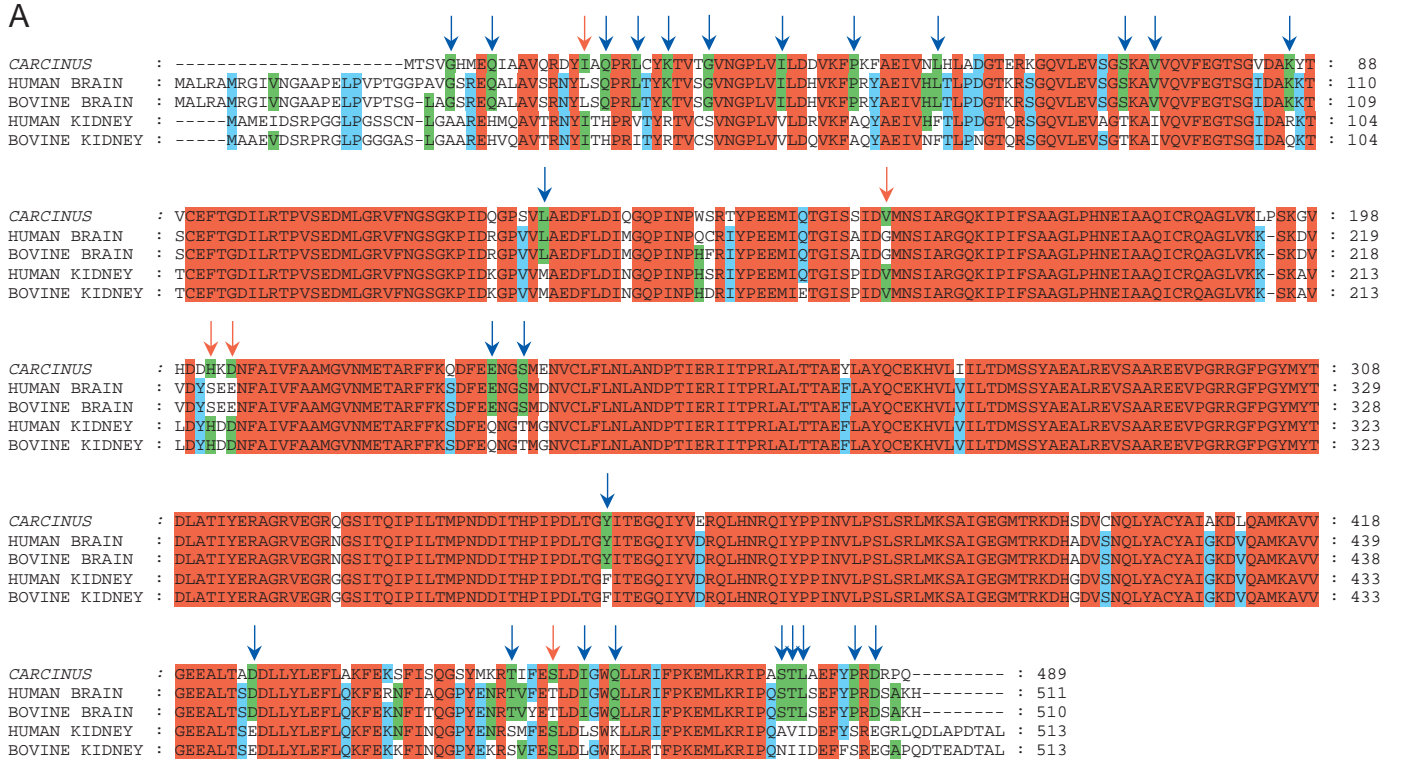 A
CARCINUS : ----------------------MTSVGHMEQIAAVQRDYIAQPRLCYKTVTGVNGPLVILDDVKFPKFAEIVNLHLADGTERKGQVLEVSGSKAVVQVFEGTSGVDAKYT : 88
HUMAN BRAIN : MALRAMRGIVNGAAPELPVPTGGPAVGSREQALAVSRNYLSQPRLTYKTVSGVNGPLVILDHVKFPRYAEIVHLTLPDGTKRSGQVLEVSGSKAVVQVFEGTSGIDAKKT : 110
BOVINE BRAIN : MALRAMRGIVNGAAPELPVPTSG-LAGSREQALAVSRNYLSQPRLTYKTVSGVNGPLVILDHVKFPRYAEIVHLTLPDGTKRSGQVLEVSGSKAVVQVFEGTSGIDAKKT : 109
HUMAN KIDNEY : -----MAMEIDSRPGGLPGSSCN-LGAAREHMQAVTRNYITHPRVTYRTVCSVNGPLVVLDRVKFAQYAEIVHFTLPDGTQRSGQVLEVAGTKAIVQVFEGTSGIDARKT : 104
BOVINE KIDNEY : -----MAAEVDSRPRGLPGGGAS-LGAAREHVQAVTRNYITHPRITYRTVCSVNGPLVVLDQVKFAQYAEIVNFTLPNGTQRSGQVLEVSGTKAIVQVFEGTSGIDAQKT : 104
CARCINUS : VCEFTGDILRTPVSEDMLGRVFNGSGKPIDQGPSVLAEDFLDIQGQPINPWSRTYPEEMIQTGISSIDVMNSIARGQKIPIFSAAGLPHNEIAAQICRQAGLVKLPSKGV : 198
HUMAN BRAIN : SCEFTGDILRTPVSEDMLGRVFNGSGKPIDRGPVVLAEDFLDIMGQPINPQCRIYPEEMIQTGISAIDGMNSIARGQKIPIFSAAGLPHNEIAAQICRQAGLVKK-SKDV : 219
BOVINE BRAIN : SCEFTGDILRTPVSEDMLGRVFNGSGKPIDRGPVVLAEDFLDIMGQPINPHFRIYPEEMIQTGISAIDGMNSIARGQKIPIFSAAGLPHNEIAAQICRQAGLVKK-SKDV : 218
HUMAN KIDNEY : TCEFTGDILRTPVSEDMLGRVFNGSGKPIDKGPVVMAEDFLDINGQPINPHSRIYPEEMIQTGISPIDVMNSIARGQKIPIFSAAGLPHNEIAAQICRQAGLVKK-SKAV : 213
BOVINE KIDNEY : TCEFTGDILRTPVSEDMLGRVFNGSGKPIDKGPVVMAEDFLDINGQPINPHDRIYPEEMIETGISPIDVMNSIARGQKIPIFSAAGLPHNEIAAQICRQAGLVKK-SKAV : 213
CARCINUS : HDDHKDNFAIVFAAMGVNMETARFFKQDFEENGSMENVCLFLNLANDPTIERIITPRLALTTAEYLAYQCEKHVLIILTDMSSYAEALREVSAAREEVPGRRGFPGYMYT : 308
HUMAN BRAIN : VDYSEENFAIVFAAMGVNMETARFFKSDFEENGSMDNVCLFLNLANDPTIERIITPRLALTTAEFLAYQCEKHVLVILTDMSSYAEALREVSAAREEVPGRRGFPGYMYT : 329
BOVINE BRAIN : VDYSEENFAIVFAAMGVNMETARFFKSDFEENGSMDNVCLFLNLANDPTIERIITPRLALTTAEFLAYQCEKHVLVILTDMSSYAEALREVSAAREEVPGRRGFPGYMYT : 328
HUMAN KIDNEY : LDYHDDNFAIVFAAMGVNMETARFFKSDFEQNGTMGNVCLFLNLANDPTIERIITPRLALTTAEFLAYQCEKHVLVILTDMSSYAEALREVSAAREEVPGRRGFPGYMYT : 323
BOVINE KIDNEY : LDYHDDNFAIVFAAMGVNMETARFFKSDFEQNGTMGNVCLFLNLANDPTIERIITPRLALTTAEFLAYQCEKHVLVILTDMSSYAEALREVSAAREEVPGRRGFPGYMYT : 323
CARCINUS : DLATIYERAGRVEGRQGSITQIPILTMPNDDITHPIPDLTGYITEGQIYVERQLHNRQIYPPINVLPSLSRLMKSAIGEGMTRKDHSDVCNQLYACYAIAKDLQAMKAVV : 418
HUMAN BRAIN : DLATIYERAGRVEGRNGSITQIPILTMPNDDITHPIPDLTGYITEGQIYVDRQLHNRQIYPPINVLPSLSRLMKSAIGEGMTRKDHADVSNQLYACYAIGKDVQAMKAVV : 439
BOVINE BRAIN : DLATIYERAGRVEGRNGSITQIPILTMPNDDITHPIPDLTGYITEGQIYVDRQLHNRQIYPPINVLPSLSRLMKSAIGEGMTRKDHADVSNQLYACYAIGKDVQAMKAVV : 438
HUMAN KIDNEY : DLATIYERAGRVEGRGGSITQIPILTMPNDDITHPIPDLTGFITEGQIYVDRQLHNRQIYPPINVLPSLSRLMKSAIGEGMTRKDHGDVSNQLYACYAIGKDVQAMKAVV : 433
BOVINE KIDNEY : DLATIYERAGRVEGRGGSITQIPILTMPNDDITHPIPDLTGFITEGQIYVDRQLHNRQIYPPINVLPSLSRLMKSAIGEGMTRKDHGDVSNQLYACYAIGKDVQAMKAVV : 433
CARCINUS : GEEALTADDLLYLEFLAKFEKSFISQGSYMKRTIFESLDIGWQLLRIFPKEMLKRIPASTLAEFYPRDRPQ--------- : 489
HUMAN BRAIN : GEEALTSDDLLYLEFLQKFERNFIAQGPYENRTVFETLDIGWQLLRIFPKEMLKRIPQSTLSEFYPRDSAKH-------- : 511
BOVINE BRAIN : GEEALTSDDLLYLEFLQKFEKNFITQGPYENRTVYETLDIGWQLLRIFPKEMLKRIPQSTLSEFYPRDSAKH-------- : 510
HUMAN KIDNEY : GEEALTSEDLLYLEFLQKFEKNFINQGPYENRSMFESLDLSWKLLRIFPKEMLKRIPQAVIDEFYSREGRLQDLAPDTAL : 513
BOVINE KIDNEY : GEEALTSEDLLYLEFLQKFEKKFINQGPYEKRSVFESLDLGWKLLRTFPKEMLKRIPQNIIDEFFSREGAPQDTEADTAL : 513